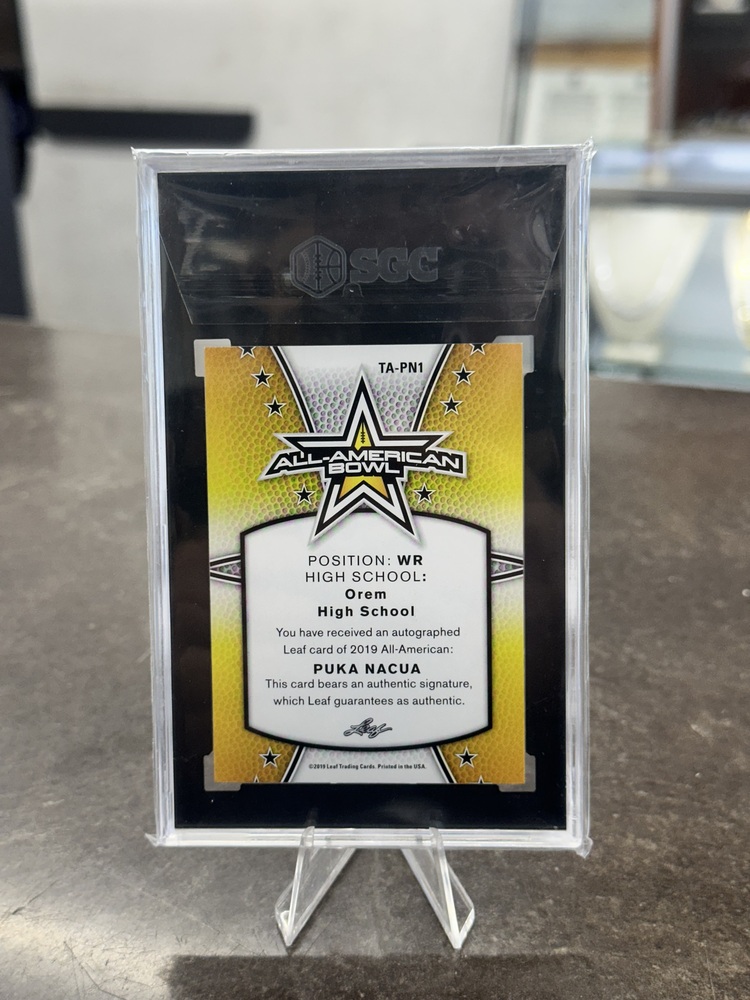 SGC
TA-PN1
ALL-AMERICAN
BOWL
POSITION: WR
HIGH SCHOOL:
Orem
High School
You have received an autographed
Leaf card of 2019 All-American:
PUKA NACUA
This card bears an authentic signature,
which Leaf guarantees as authentic.
Leaf
©2019 Leaf Trading Cards. Printed in the USA.